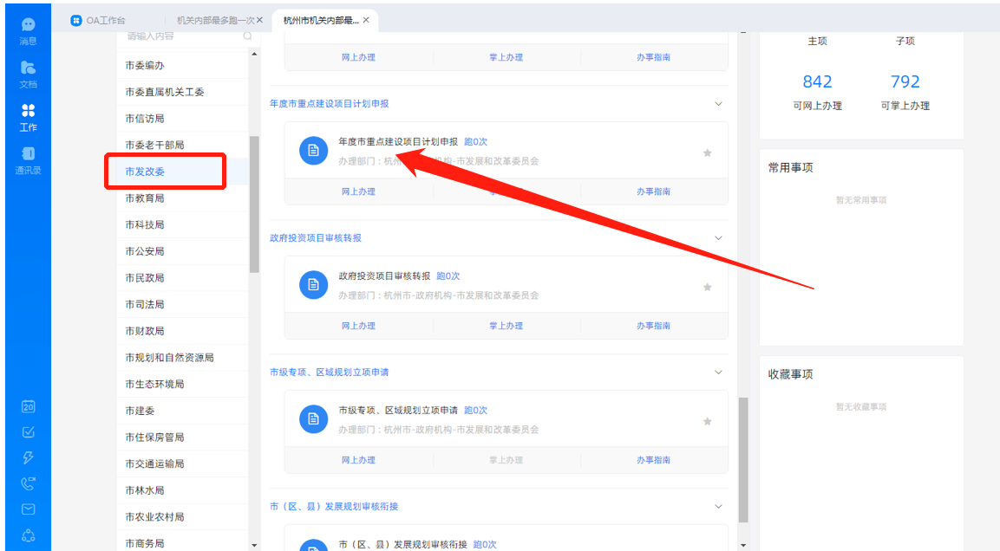 OA工作台
机关内部最多跑一次
杭州市机关内部最...
消息
文档
工作
通讯录
20
请输入内容
市委编办
市委直属机关工委
市信访局
市委老干部局
市发改委
市教育局
市科技局
市公安局
市民政局
市司法局
市财政局
市规划和自然资源局
市生态环境局
市建委
市住保房管局
市交通运输局
市林水局
市农业农村局
市商务局
网上办理 掌上办理 办事指南
年度市重点建设项目计划申报
年度市重点建设项目计划申报 跑0次
办理部门：杭州 机构-市发展和改革委员会
网上办理 办事指南
政府投资项目审核转报
政府投资项目审核转报 跑0次
办理部门：杭州市-政府机构-市发展和改革委员会
网上办理 掌上办理 办事指南
市级专项、区域规划立项申请
市级专项、区域规划立项申请 跑0次
办理部门：杭州市-政府机构-市发展和改革委员会
网上办理 掌上办理 办事指南
市（区、县）发展规划审核衔接
市（区、县）发展规划审核衔接 跑0次
主项 子项
842 792
可网上办理 可掌上办理
常用事项
暂无常用事项
收藏事项
暂无收藏事项